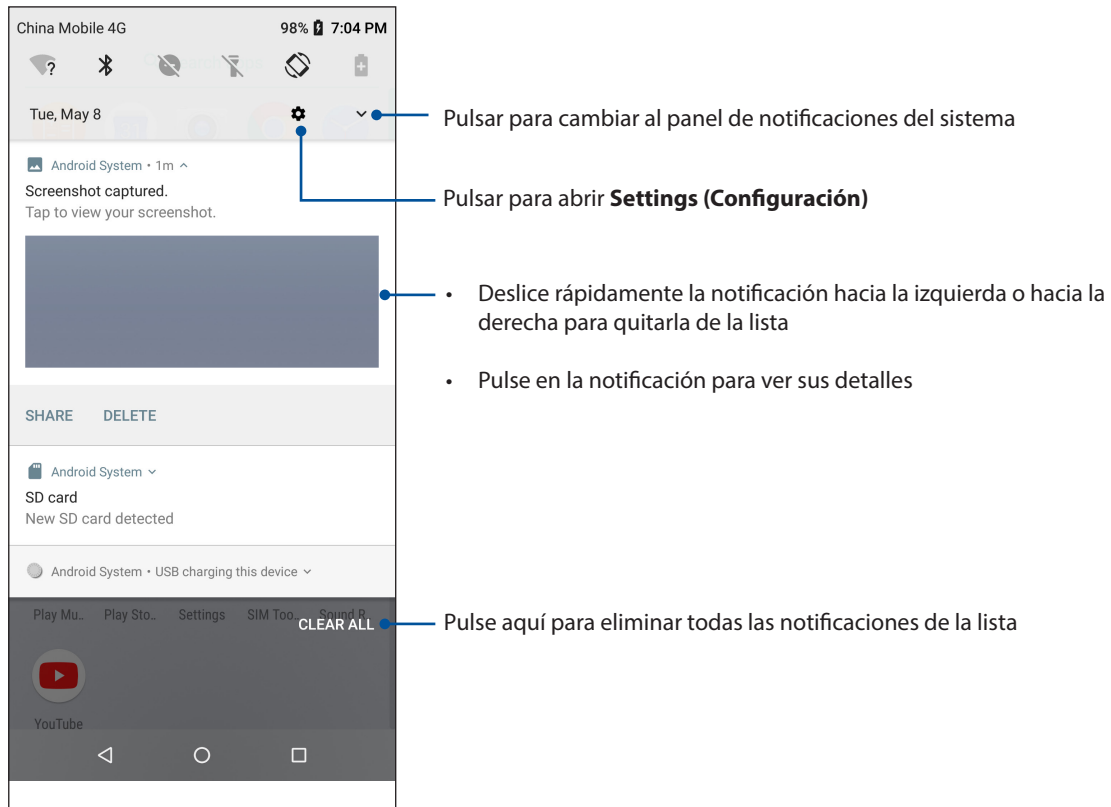 China Mobile 4G 98% 7:04 PM
?
Tue, May 8
Pulsar para cambiar al panel de notificaciones del sistema
Android System • 1m
Screenshot captured.
Tap to view your screenshot.
Pulsar para abrir Settings (Configuración)
• Deslice rápidamente la notificación hacia la izquierda o hacia la
derecha para quitarla de la lista
• Pulse en la notificación para ver sus detalles
SHARE DELETE
Android System
SD card
New SD card detected
Android System • USB charging this device
Play Mu… Play Sto… Settings SIM Too… Sound R…
CLEAR ALL
Pulse aquí para eliminar todas las notificaciones de la lista
YouTube